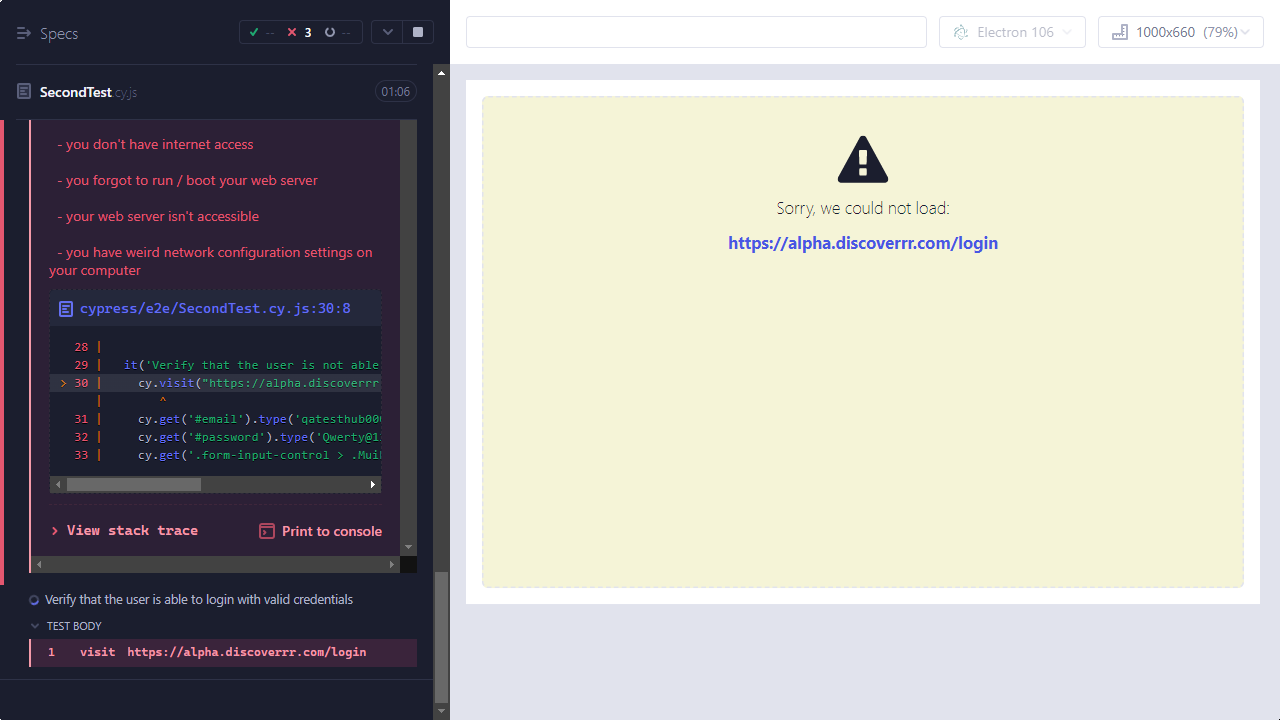 Specs
-- 3 --
SecondTest.cy.js
01:06
- you don't have internet access
- you forgot to run / boot your web server
- your web server isn't accessible
- you have weird network configuration settings on
your computer
cypress/e2e/SecondTest.cy.js:30:8
28 |
29 | it('Verify that the user is not able
> 30 | cy.visit("https://alpha.discoverrr
| ^
31 | cy.get('#email').type('qatesthub00
32 | cy.get('#password').type('Qwerty@1
33 | cy.get('.form-input-control > .Mui
> View stack trace
Print to console
Verify that the user is able to login with valid credentials
TEST BODY
1 visit https://alpha.discoverrr.com/login
Electron 106
1000x660 (79%)
Sorry, we could not load:
https://alpha.discoverrr.com/login